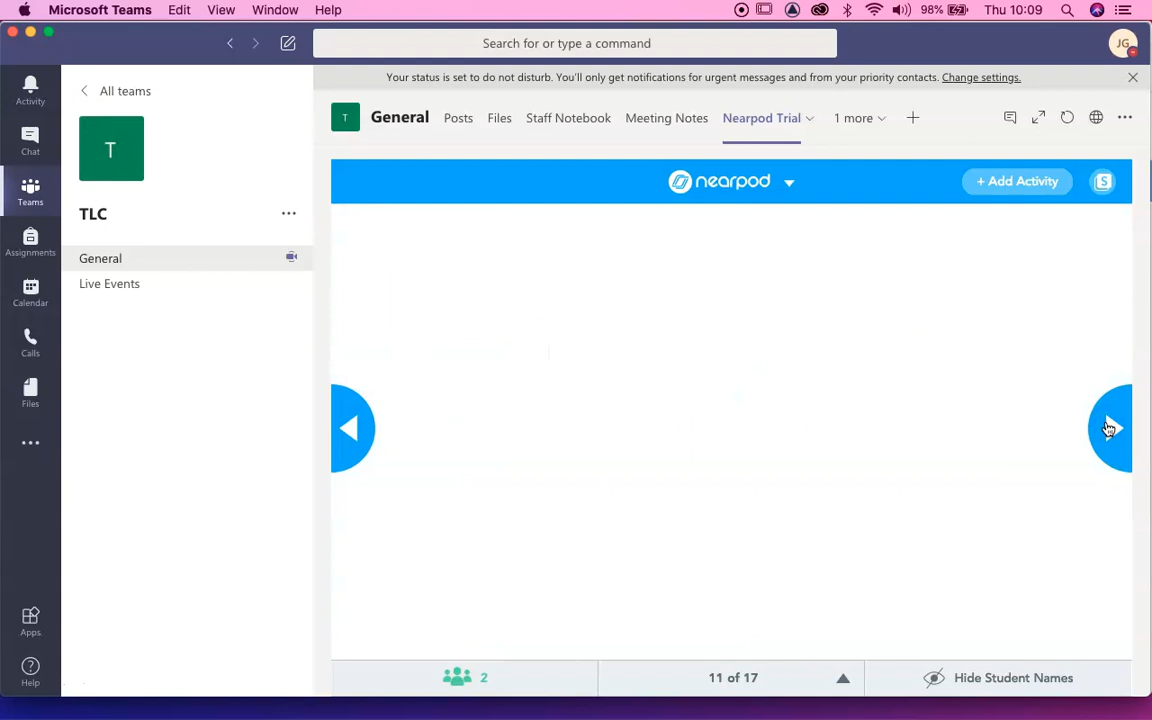 Microsoft Teams Edit View Window Help 98% Thu 10:09
Search for or type a command JG
Your status is set to do not disturb. You'll only get notifications for urgent messages and from your priority contacts. Change settings.
Activity
Chat
Teams
Assignments
Calendar
Calls
Files
Apps
Help
All teams
T
TLC
General
Live Events
T General Posts Files Staff Notebook Meeting Notes Nearpod Trial 1 more
nearpod + Add Activity S
2 11 of 17 Hide Student Names